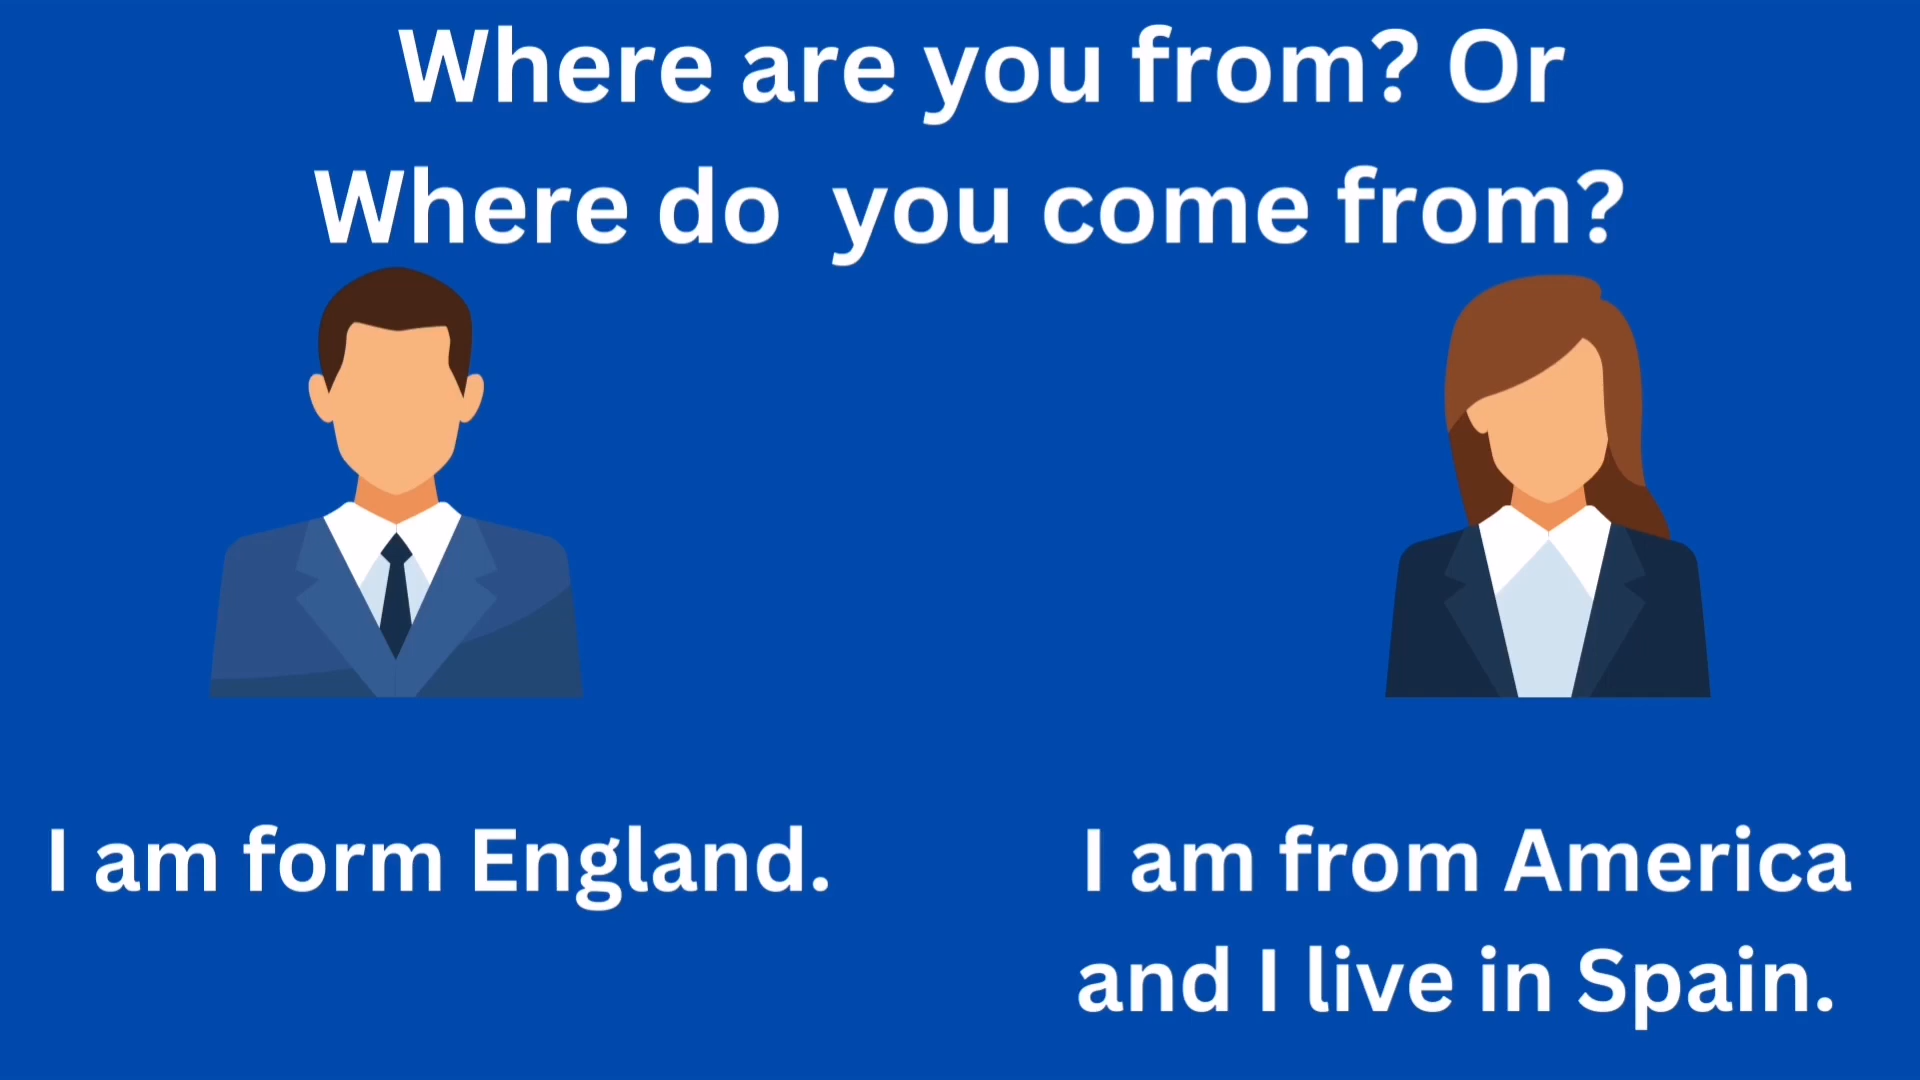 Where are you from? Or
Where do you come from?
I am form England.
I am from America
and I live in Spain.